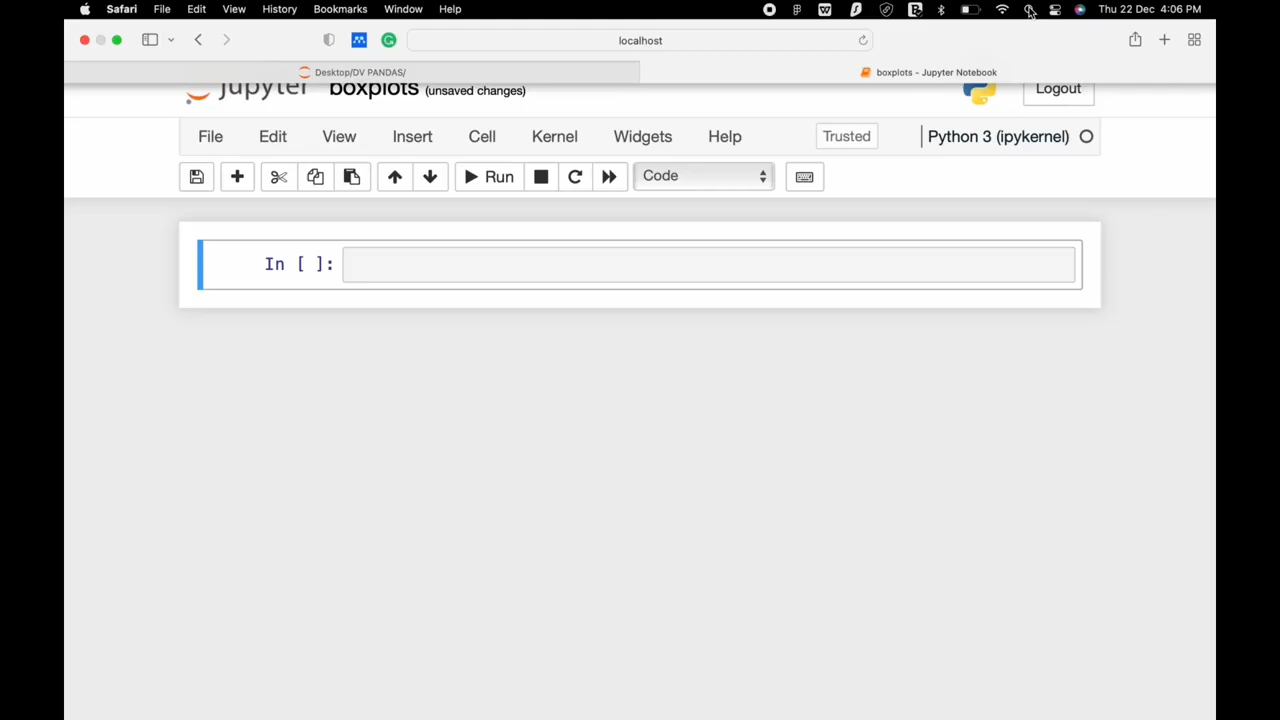 Safari File Edit View History Bookmarks Window Help Thu 22 Dec 4:06 PM
localhost
Desktop/DV PANDAS/ boxplots - Jupyter Notebook
jupyter boxplots (unsaved changes) Logout
File Edit View Insert Cell Kernel Widgets Help Trusted Python 3 (ipykernel)
Run Code
In [ ]: